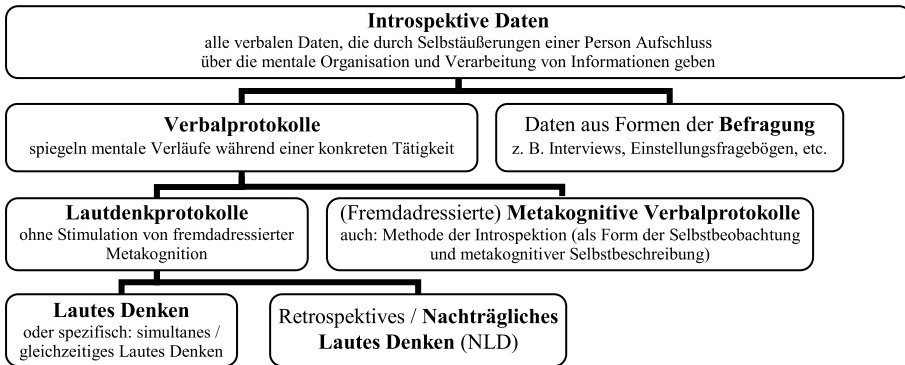 Introspektive Daten
alle verbalen Daten, die durch Selbstäußerungen einer Person Aufschluss
über die mentale Organisation und Verarbeitung von Informationen geben
Verbalprotokolle
spiegeln mentale Verläufe während einer konkreten Tätigkeit
Daten aus Formen der Befragung
z. B. Interviews, Einstellungsfragebögen, etc.
Lautdenkprotokolle
ohne Stimulation von fremdadressierter
Metakognition
(Fremdadressierte) Metakognitive Verbalprotokolle
auch: Methode der Introspektion (als Form der Selbstbeobachtung
und metakognitiver Selbstbeschreibung)
Lautes Denken
oder spezifisch: simultanes /
gleichzeitiges Lautes Denken
Retrospektives / Nachträgliches
Lautes Denken (NLD)